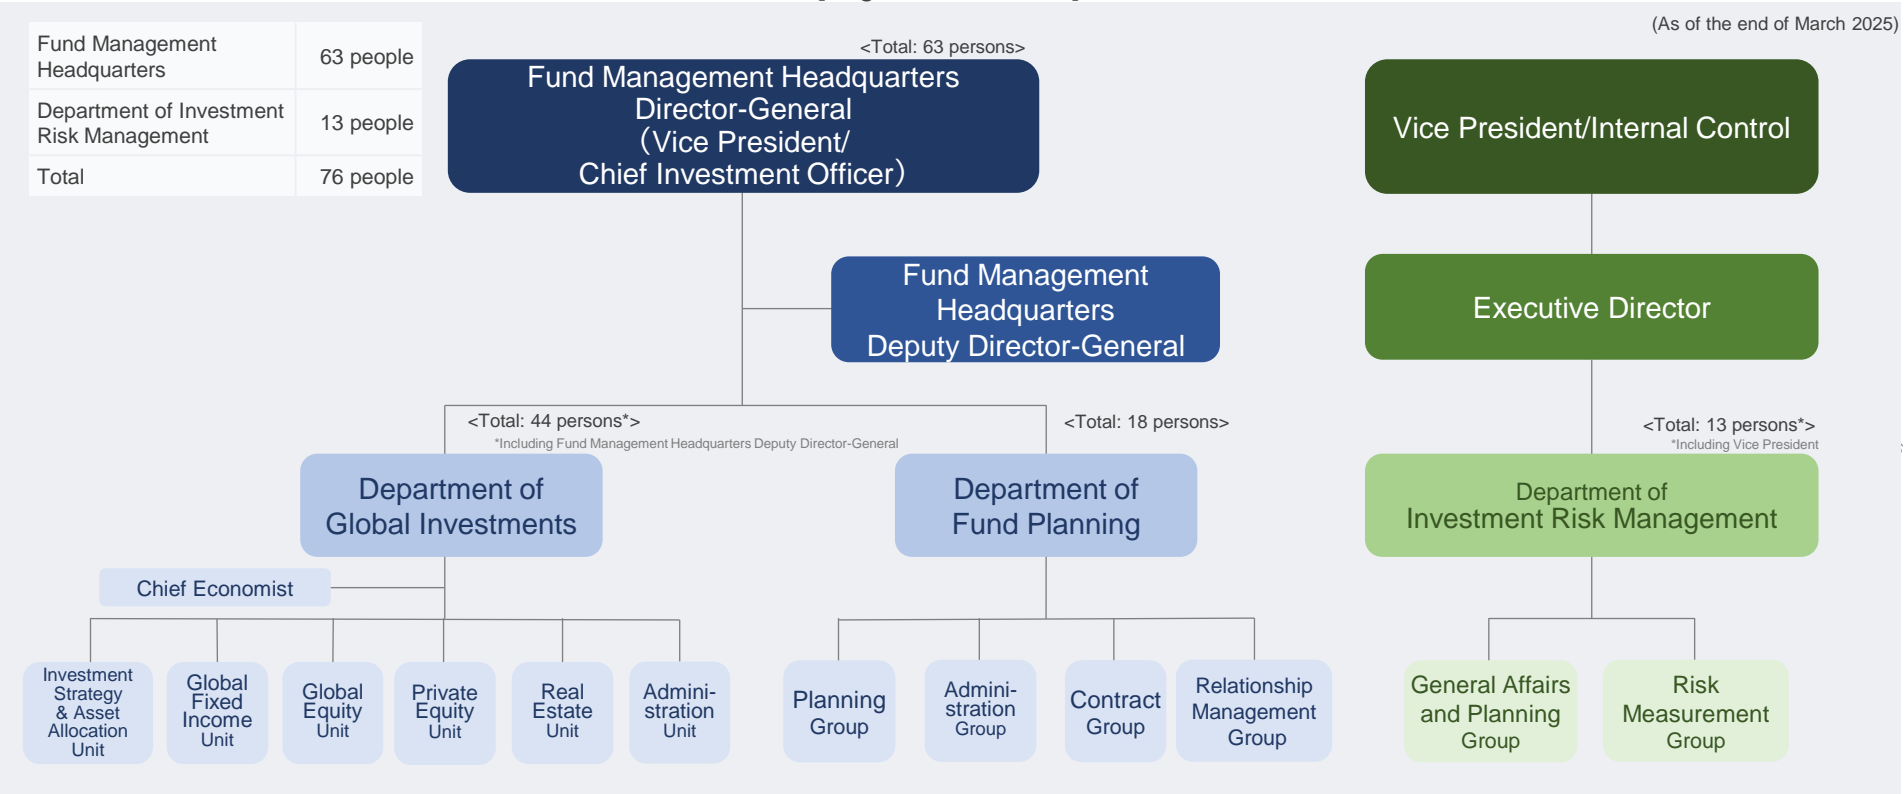 (As of the end of March 2025)
Fund Management
Headquarters
63 people
Department of Investment
Risk Management
13 people
Total
76 people
<Total: 63 persons>
Fund Management Headquarters
Director-General
（Vice President/
Chief Investment Officer）
Vice President/Internal Control
Fund Management
Headquarters
Deputy Director-General
Executive Director
<Total: 44 persons*>
*Including Fund Management Headquarters Deputy Director-General
<Total: 18 persons>
<Total: 13 persons*>
*Including Vice President
Department of
Global Investments
Department of
Fund Planning
Department of
Investment Risk Management
Chief Economist
Investment
Strategy
& Asset
Allocation
Unit
Global
Fixed
Income
Unit
Global
Equity
Unit
Private
Equity
Unit
Real
Estate
Unit
Admini-
stration
Unit
Planning
Group
Admini-
stration
Group
Contract
Group
Relationship
Management
Group
General Affairs
and Planning
Group
Risk
Measurement
Group